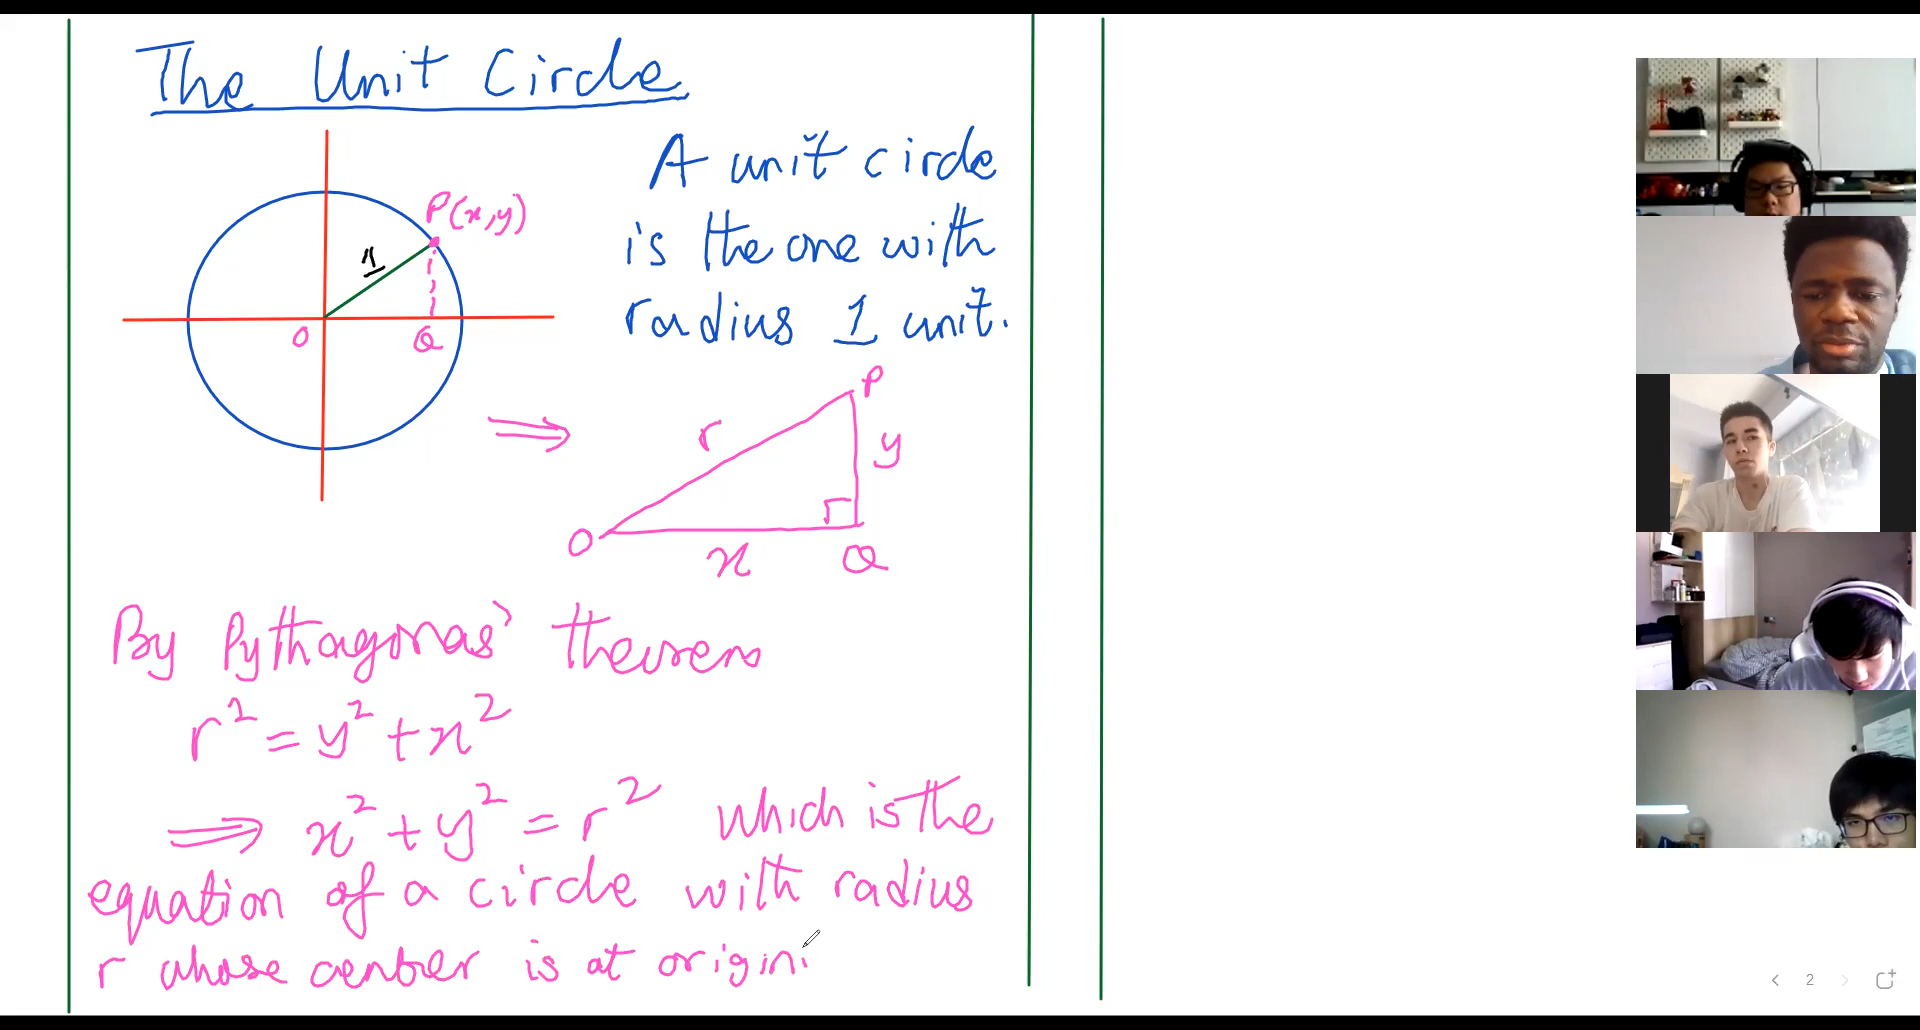 The Unit Circle
P(x,y)
1
O
Q
A unit circle
is the one with
radius 1 unit.
P
r
y
O
x
Q
By Pythagoras' theorem
r² = y² + x²
⇒ x² + y² = r² which is the
equation of a circle with radius
r whose center is at origin.
2